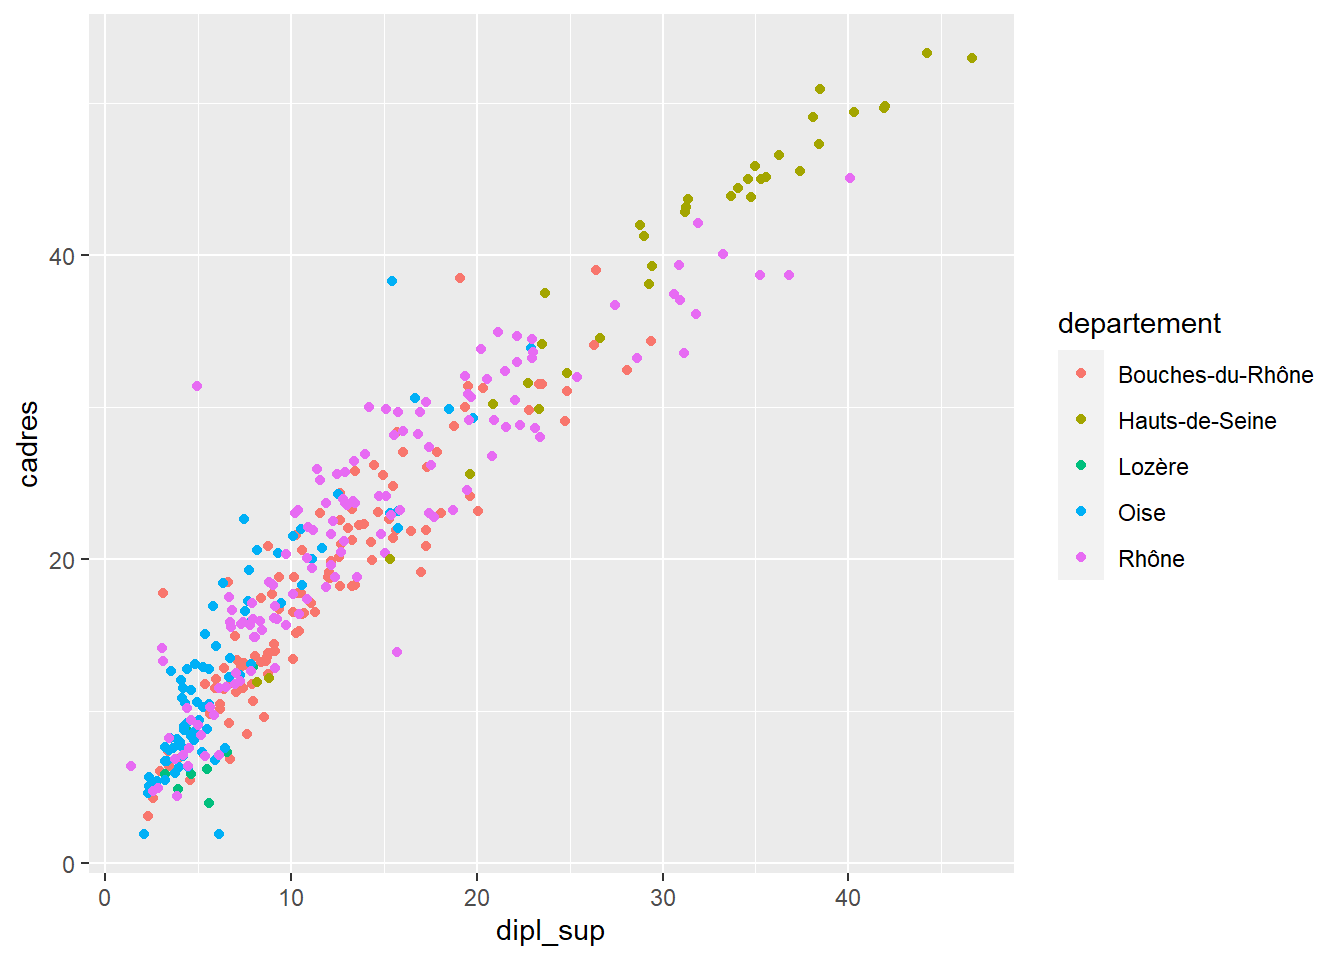 cadres
40
20
0
0 10 20 30 40
dipl_sup
departement
Bouches-du-Rhône
Hauts-de-Seine
Lozère
Oise
Rhône